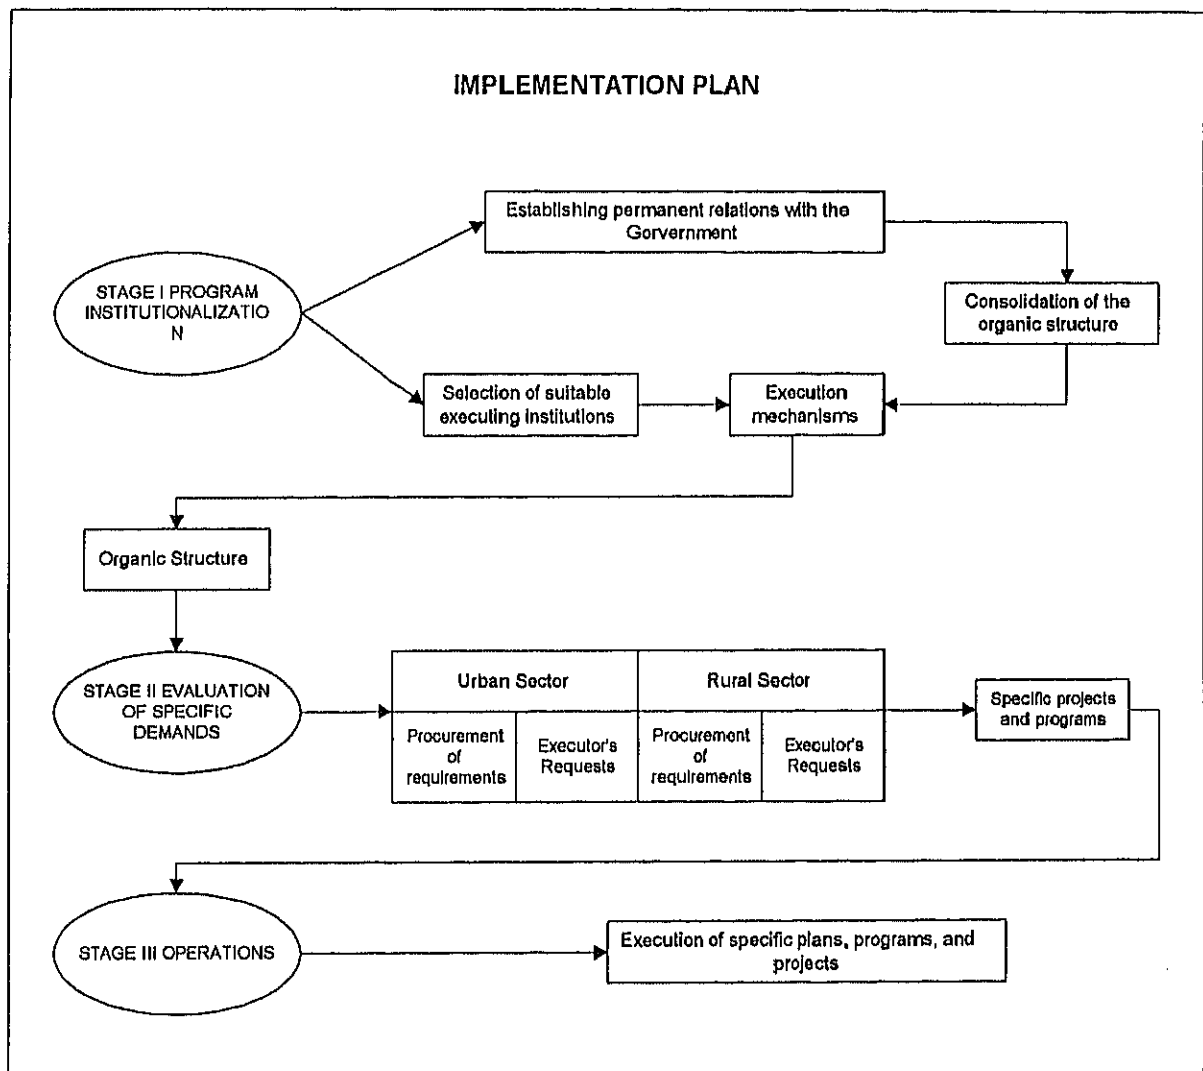 IMPLEMENTATION PLAN
Establishing permanent relations with the
Gorvernment
STAGE I PROGRAM
INSTITUTIONALIZATIO
N
Consolidation of the
organic structure
Selection of suitable
executing institutions
Execution
mechanisms
Organic Structure
STAGE II EVALUATION
OF SPECIFIC
DEMANDS
Urban Sector
Rural Sector
Procurement
of
requirements
Executor's
Requests
Procurement
of
requirements
Executor's
Requests
Specific projects
and programs
STAGE III OPERATIONS
Execution of specific plans, programs, and
projects